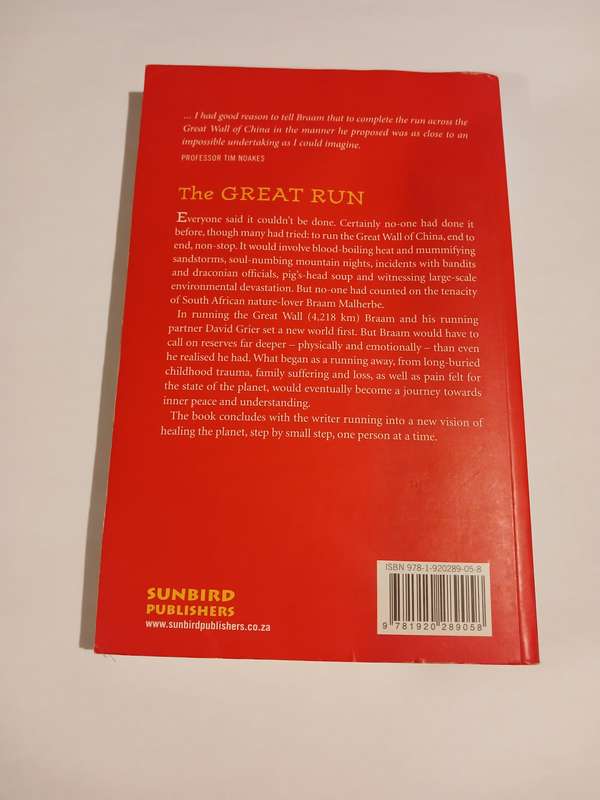 ... I had good reason to tell Braam that to complete the run across the
Great Wall of China in the manner he proposed was as close to an
impossible undertaking as I could imagine.
PROFESSOR TIM NOAKES
The GREAT RUN
Everyone said it couldn't be done. Certainly no-one had done it
before, though many had tried: to run the Great Wall of China, end to
end, non-stop. It would involve blood-boiling heat and mummifying
sandstorms, soul-numbing mountain nights, incidents with bandits
and draconian officials, pig's-head soup and witnessing large-scale
environmental devastation. But no-one had counted on the tenacity
of South African nature-lover Braam Malherbe.
In running the Great Wall (4,218 km) Braam and his running
partner David Grier set a new world first. But Braam would have to
call on reserves far deeper – physically and emotionally – than even
he realised he had. What began as a running away, from long-buried
childhood trauma, family suffering and loss, as well as pain felt for
the state of the planet, would eventually become a journey towards
inner peace and understanding.
The book concludes with the writer running into a new vision of
healing the planet, step by small step, one person at a time.
ISBN 978-1-920289-05-8
9 781920 289058
SUNBIRD
PUBLISHERS
www.sunbirdpublishers.co.za